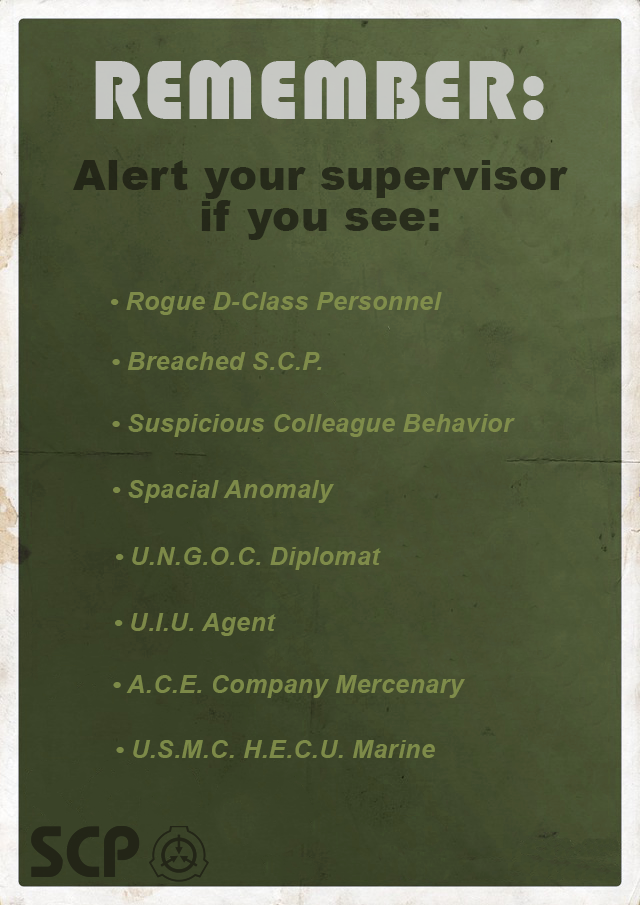 REMEMBER:
Alert your supervisor
if you see:
• Rogue D-Class Personnel
• Breached S.C.P.
• Suspicious Colleague Behavior
• Spacial Anomaly
• U.N.G.O.C. Diplomat
• U.I.U. Agent
• A.C.E. Company Mercenary
• U.S.M.C. H.E.C.U. Marine
SCP